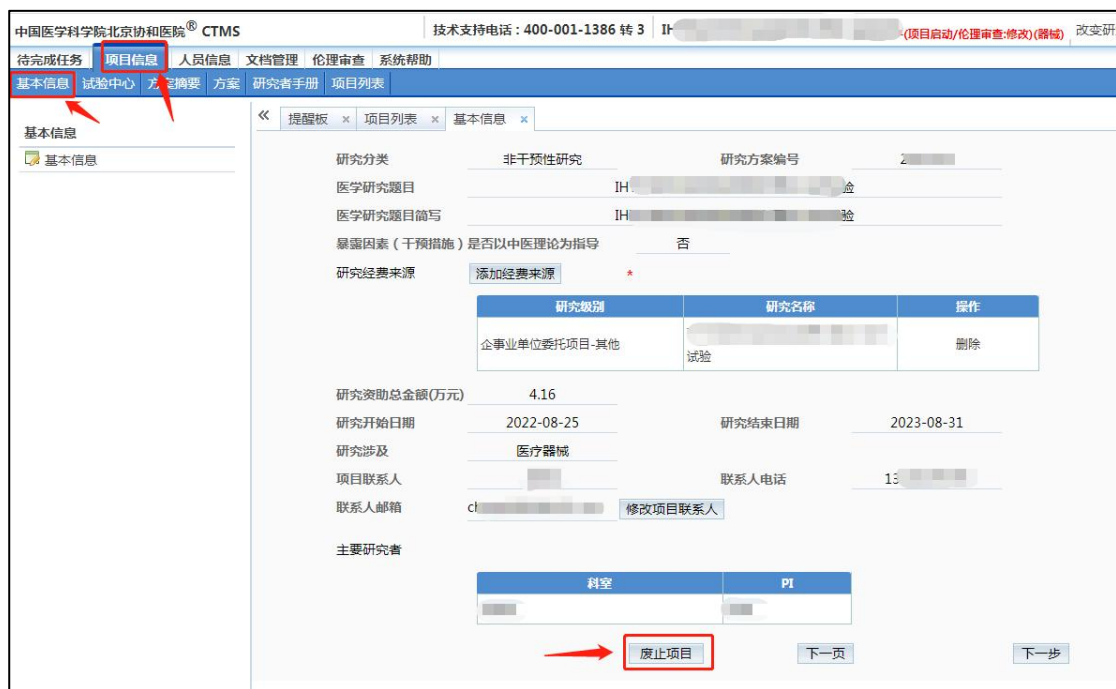 中国医学科学院北京协和医院® CTMS 技术支持电话：400-001-1386 转 3 IH (项目启动/伦理审查:修改)(器械) 改变研
待完成任务 项目信息 人员信息 文档管理 伦理审查 系统帮助
基本信息 试验中心 方案摘要 方案 研究者手册 项目列表
« 提醒板 × 项目列表 × 基本信息 ×
基本信息
基本信息
研究分类 非干预性研究 研究方案编号 2
医学研究题目 IH 验
医学研究题目简写 IH 验
暴露因素（干预措施）是否以中医理论为指导 否
研究经费来源 添加经费来源 *
研究级别 研究名称 操作
企事业单位委托项目-其他 试验 删除
研究资助总金额(万元) 4.16
研究开始日期 2022-08-25 研究结束日期 2023-08-31
研究涉及 医疗器械
项目联系人 联系人电话 13
联系人邮箱 ch 修改项目联系人
主要研究者
科室 PI
废止项目 下一页 下一步